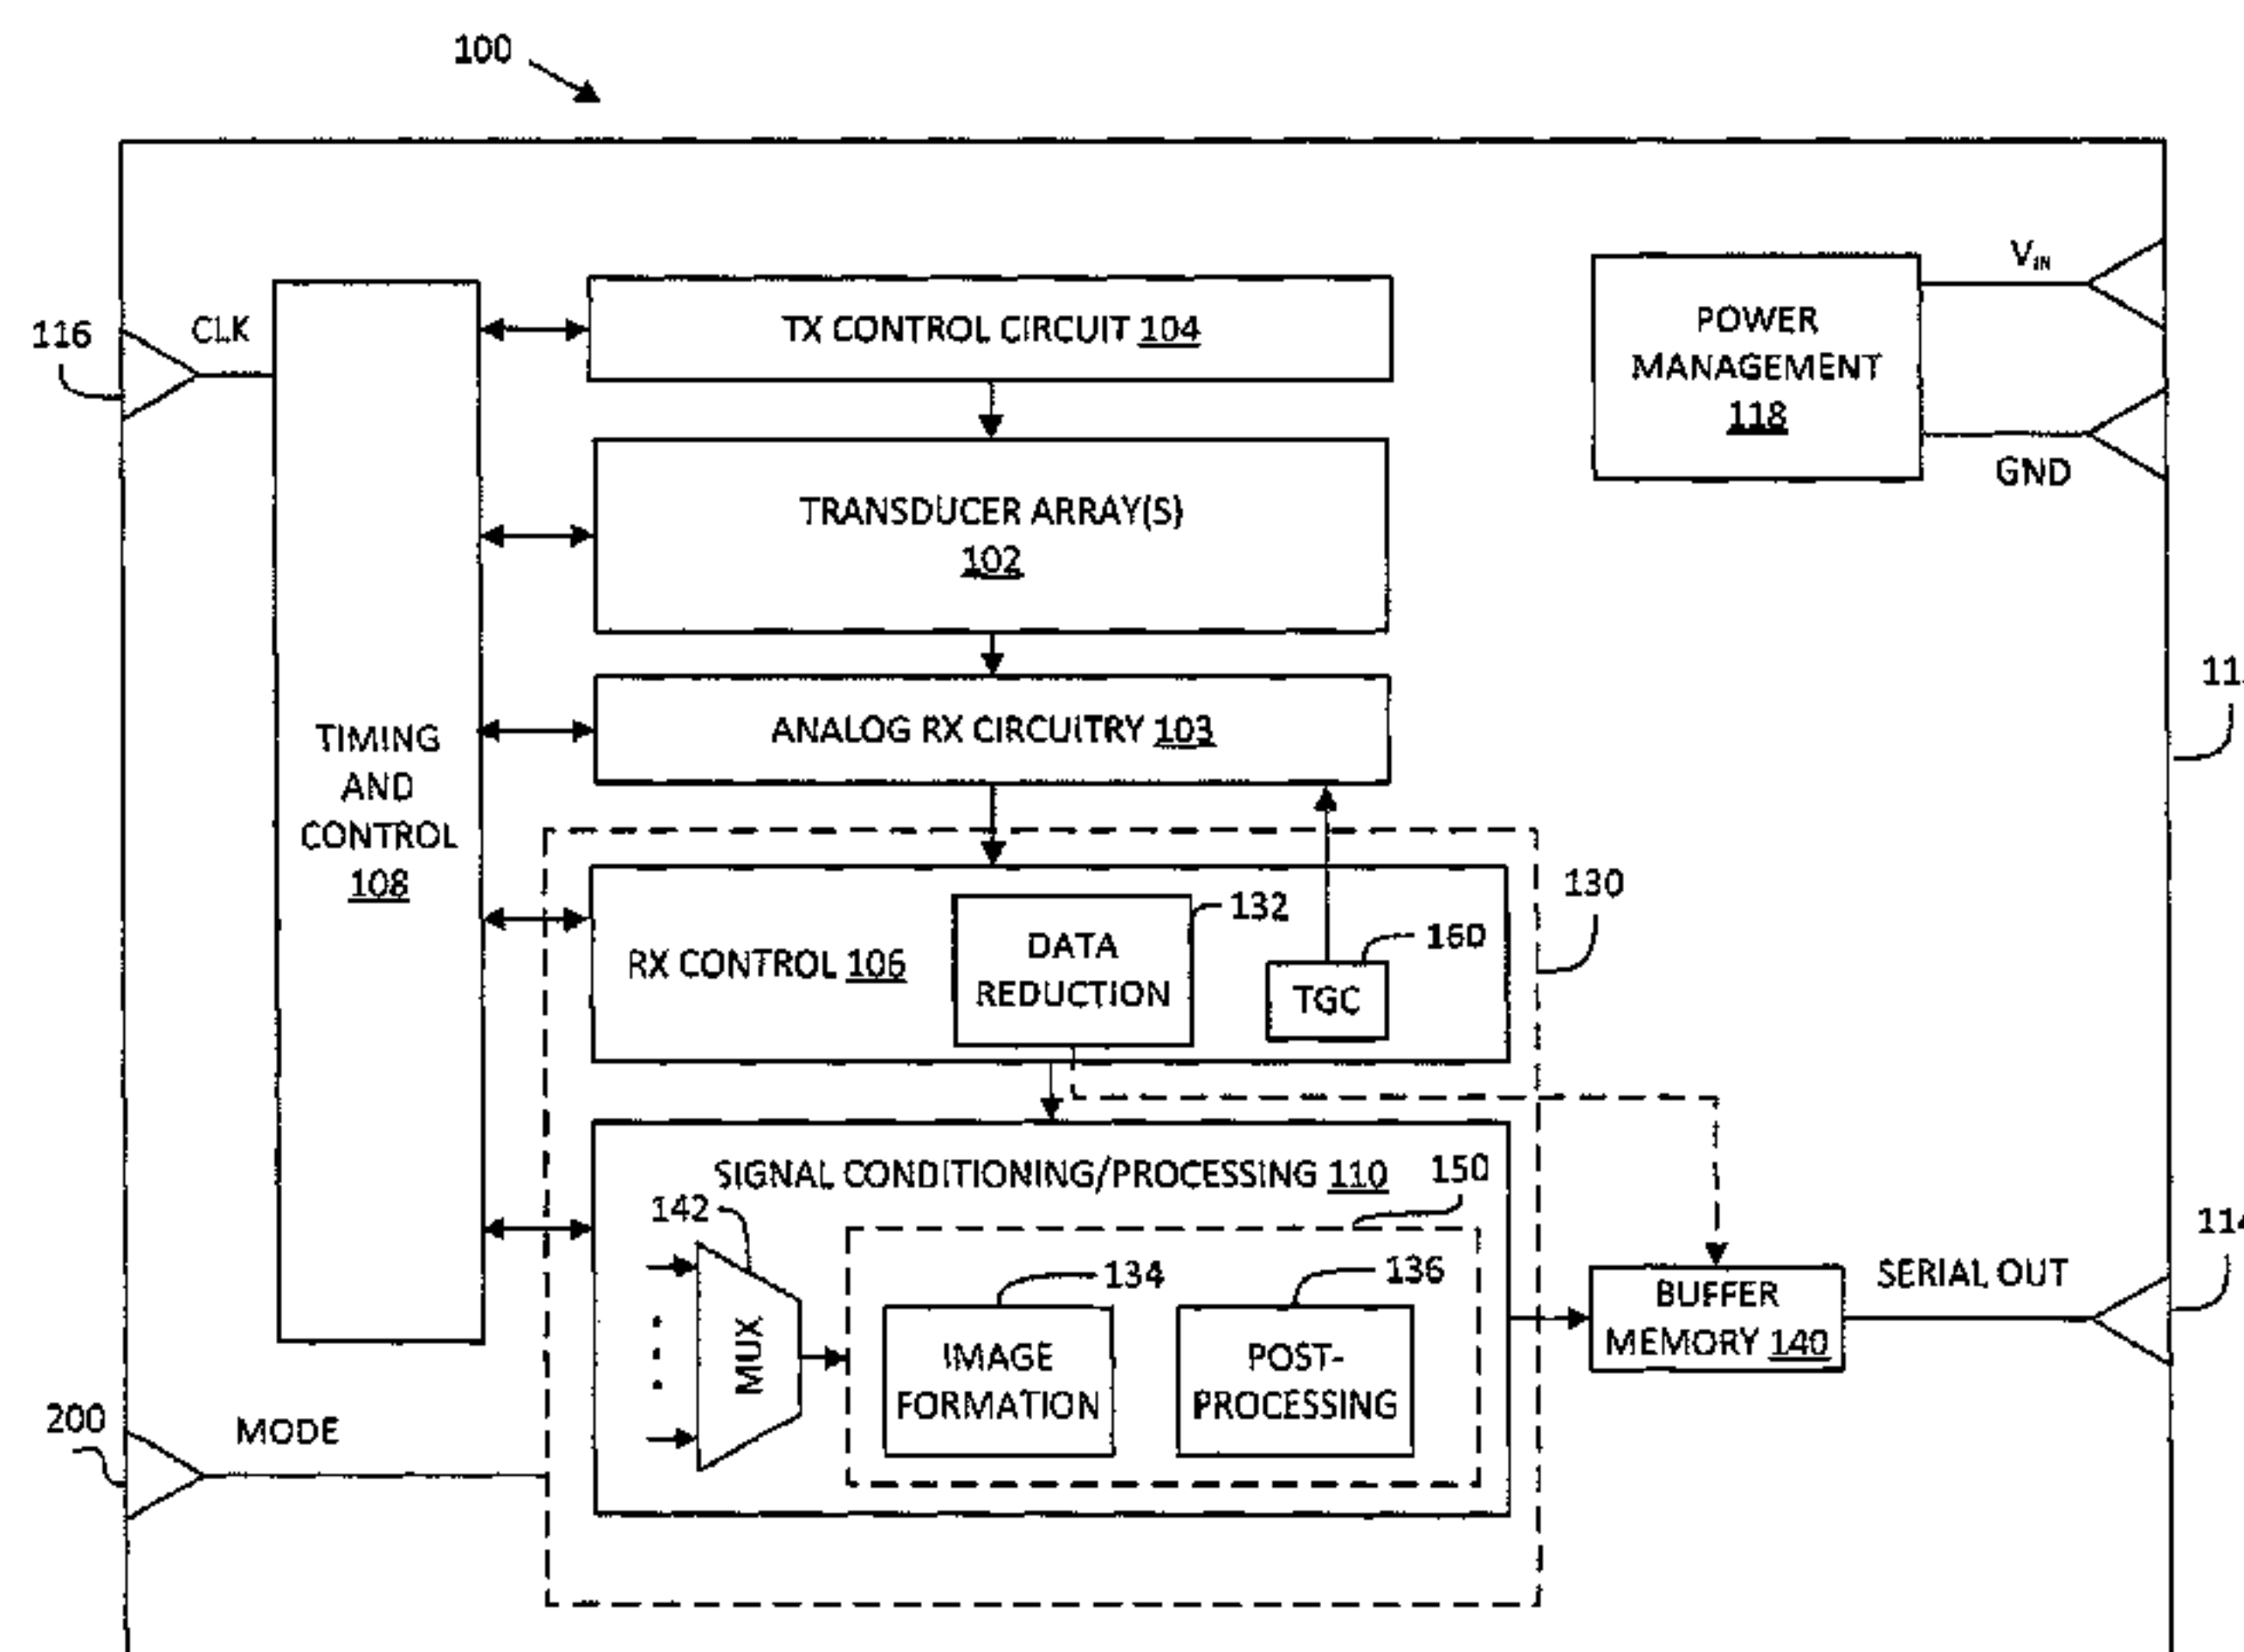 100
116
CLK
TX CONTROL CIRCUIT 104
V_IN
POWER
MANAGEMENT
118
GND
TRANSDUCER ARRAY(S)
102
ANALOG RX CIRCUITRY 103
TIMING
AND
CONTROL
108
130
RX CONTROL 106
DATA
REDUCTION
132
160
TGC
SIGNAL CONDITIONING/PROCESSING 110
150
142
MUX
134
IMAGE
FORMATION
136
POST-
PROCESSING
BUFFER
MEMORY 140
SERIAL OUT
114
200
MODE